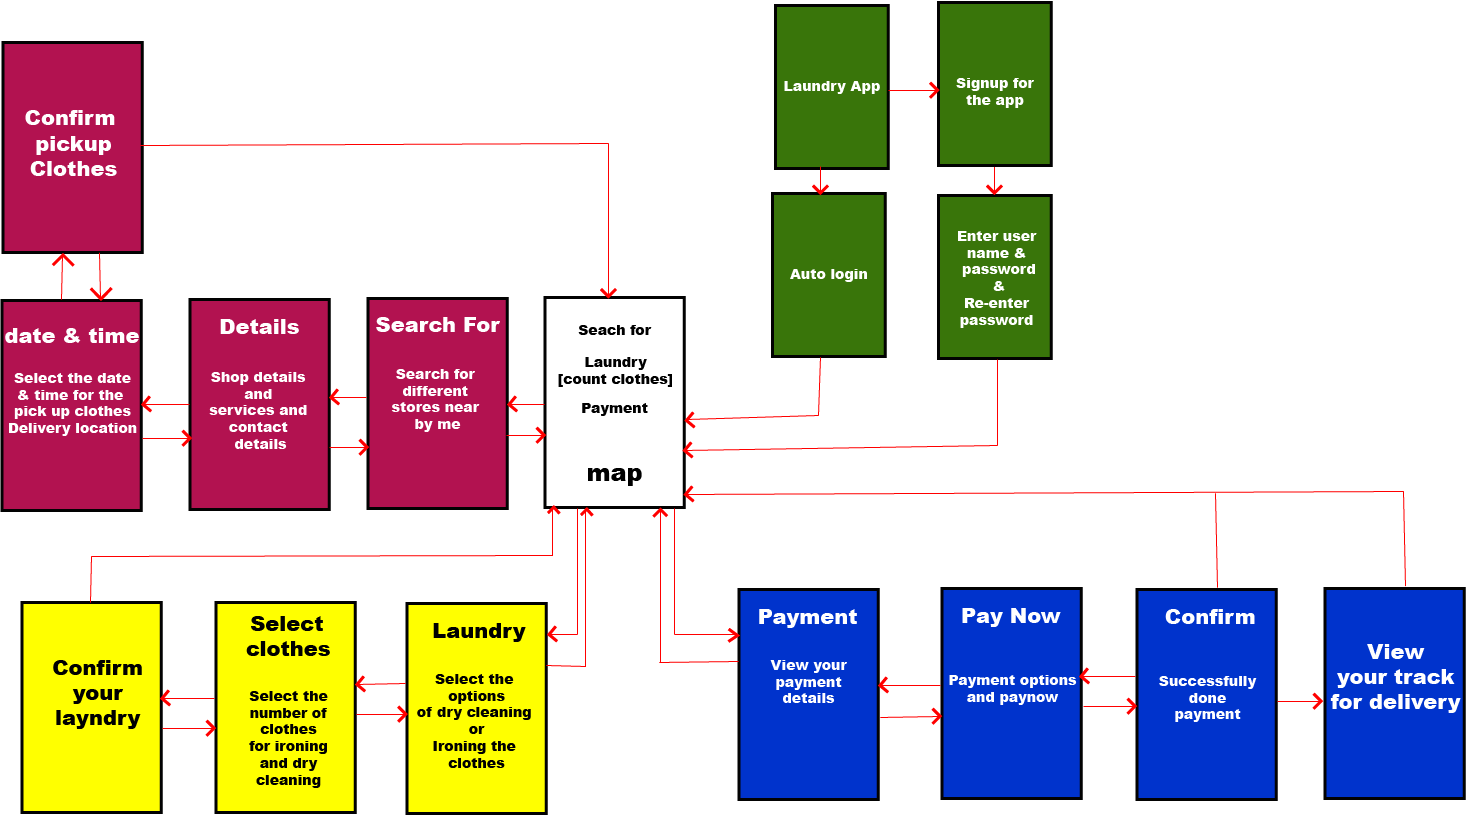 Laundry App
Signup for
the app
Confirm
pickup
Clothes
Auto login
Enter user
name &
password
&
Re-enter
password
date & time
Select the date
& time for the
pick up clothes
Delivery location
Details
Shop details
and
services and
contact
details
Search For
Search for
different
stores near
by me
Seach for
Laundry
[count clothes]
Payment
map
Confirm
your
layndry
Select
clothes
Select the
number of
clothes
for ironing
and dry
cleaning
Laundry
Select the
options
of dry cleaning
or
Ironing the
clothes
Payment
View your
payment
details
Pay Now
Payment options
and paynow
Confirm
Successfully
done
payment
View
your track
for delivery